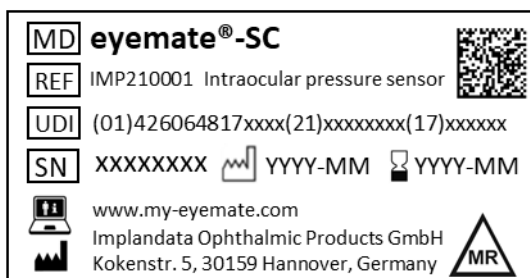 MD eyemate®-SC
REF IMP210001 Intraocular pressure sensor
UDI (01)426064817xxxx(21)xxxxxxxx(17)xxxxxx
SN XXXXXXXX YYYY-MM YYYY-MM
www.my-eyemate.com
Implandata Ophthalmic Products GmbH
Kokenstr. 5, 30159 Hannover, Germany
MR